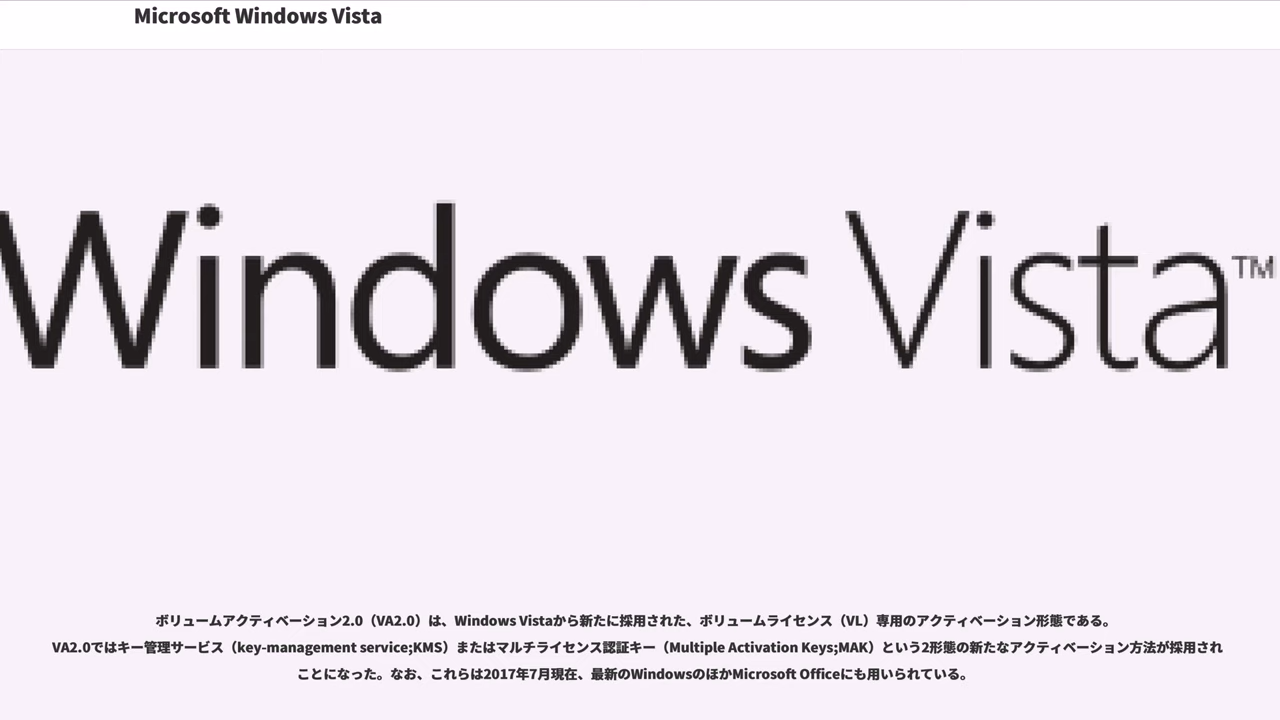 Microsoft Windows Vista
Windows Vista™
ボリュームアクティベーション2.0（VA2.0）は、Windows Vistaから新たに採用された、ボリュームライセンス（VL）専用のアクティベーション形態である。
VA2.0ではキー管理サービス（key-management service;KMS）またはマルチライセンス認証キー（Multiple Activation Keys;MAK）という2形態の新たなアクティベーション方法が採用され
ことになった。なお、これらは2017年7月現在、最新のWindowsのほかMicrosoft Officeにも用いられている。